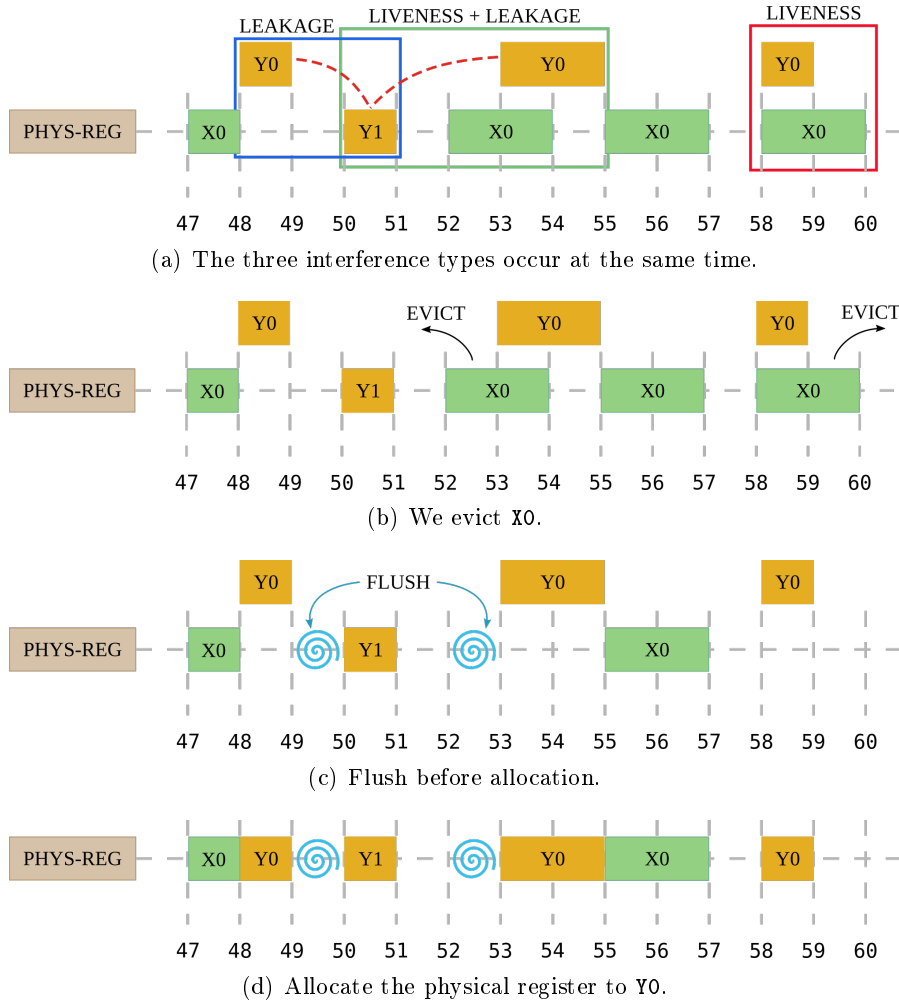 LEAKAGE LIVENESS + LEAKAGE LIVENESS
Y0 Y0 Y0
PHYS-REG X0 Y1 X0 X0 X0
47 48 49 50 51 52 53 54 55 56 57 58 59 60
(a) The three interference types occur at the same time.
EVICT EVICT
Y0 Y0 Y0
PHYS-REG X0 Y1 X0 X0 X0
47 48 49 50 51 52 53 54 55 56 57 58 59 60
(b) We evict X0.
Y0 FLUSH Y0 Y0
PHYS-REG X0 Y1 X0
47 48 49 50 51 52 53 54 55 56 57 58 59 60
(c) Flush before allocation.
PHYS-REG X0 Y0 Y1 Y0 X0 Y0
47 48 49 50 51 52 53 54 55 56 57 58 59 60
(d) Allocate the physical register to Y0.